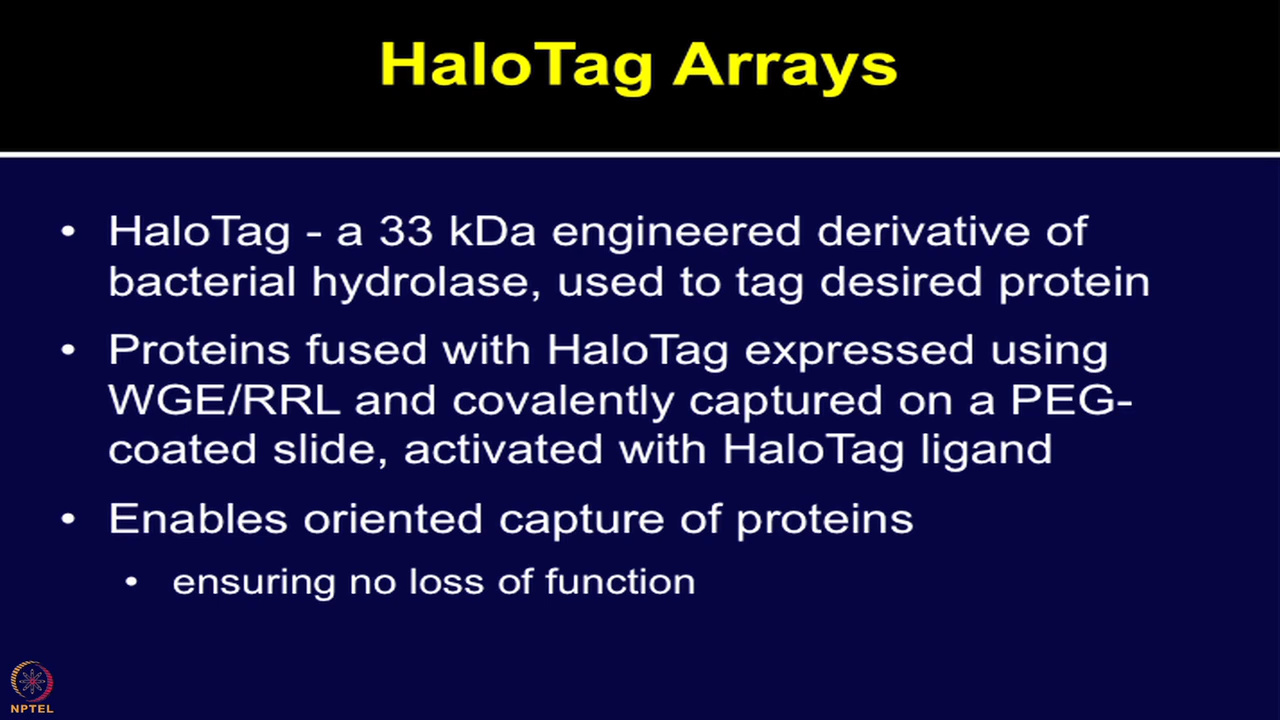 HaloTag Arrays
• HaloTag - a 33 kDa engineered derivative of
bacterial hydrolase, used to tag desired protein
• Proteins fused with HaloTag expressed using
WGE/RRL and covalently captured on a PEG-
coated slide, activated with HaloTag ligand
• Enables oriented capture of proteins
• ensuring no loss of function
NPTEL